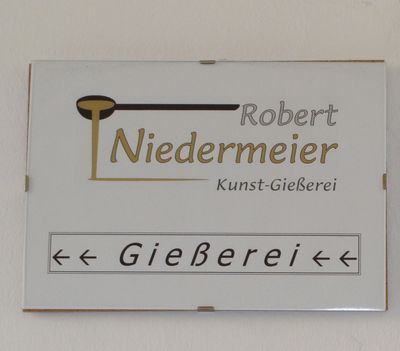 Robert
Niedermeier
Kunst-Gießerei
←← Gießerei ←←